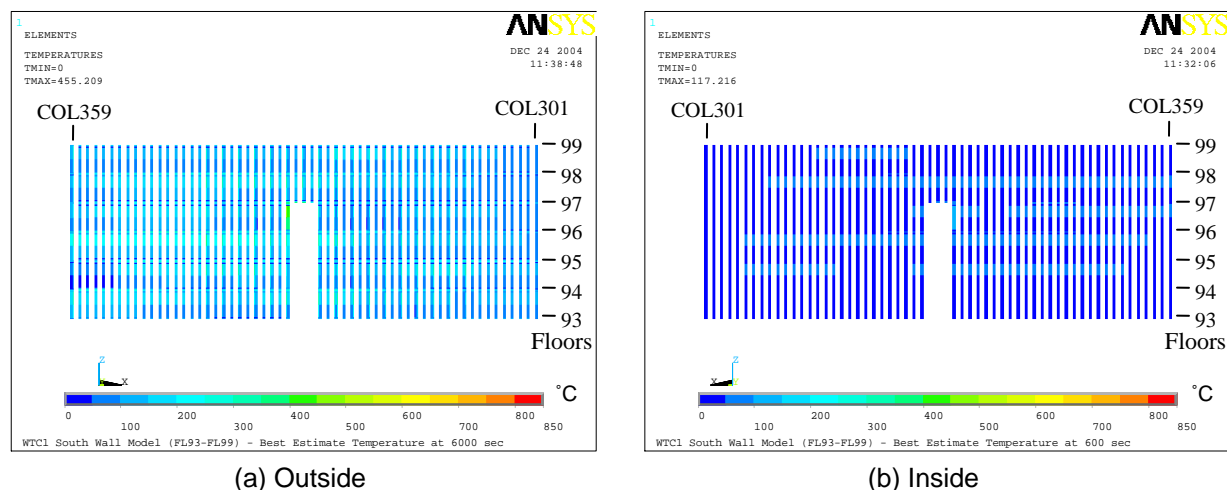 1
ANSYS
ELEMENTS
DEC 24 2004
TEMPERATURES
11:38:48
TMIN=0
TMAX=455.209
COL359
COL301
99
98
97
96
95
94
93
Floors
z
x
°C
0 200 400 600 800
100 300 500 700 850
WTC1 South Wall Model (FL93-FL99) - Best Estimate Temperature at 6000 sec
(a) Outside
1
ANSYS
ELEMENTS
DEC 24 2004
TEMPERATURES
11:32:06
TMIN=0
TMAX=117.216
COL301
COL359
99
98
97
96
95
94
93
Floors
z
x
°C
0 200 400 600 800
100 300 500 700 850
WTC1 South Wall Model (FL93-FL99) - Best Estimate Temperature at 600 sec
(b) Inside